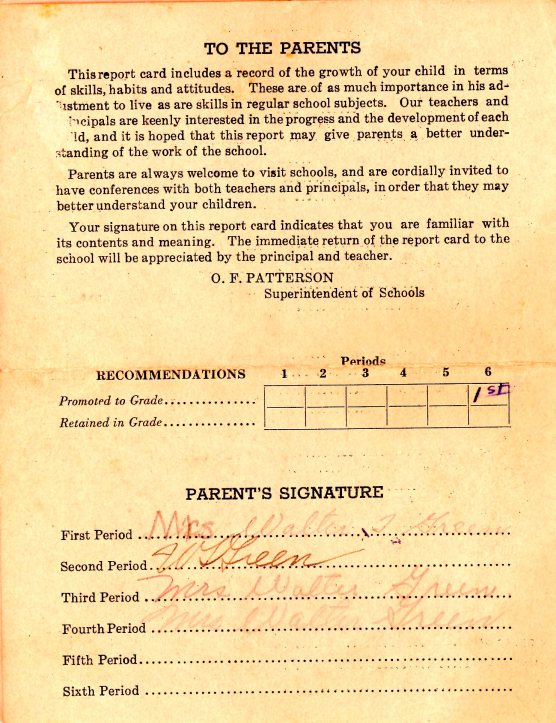 TO THE PARENTS
This report card includes a record of the growth of your child in terms
of skills, habits and attitudes. These are of as much importance in his ad-
justment to live as are skills in regular school subjects. Our teachers and
incipals are keenly interested in the progress and the development of each
ld, and it is hoped that this report may give parents a better under-
standing of the work of the school.
Parents are always welcome to visit schools, and are cordially invited to
have conferences with both teachers and principals, in order that they may
better understand your children.
Your signature on this report card indicates that you are familiar with
its contents and meaning. The immediate return of the report card to the
school will be appreciated by the principal and teacher.
O. F. PATTERSON
Superintendent of Schools
Periods
RECOMMENDATIONS 1 2 3 4 5 6
Promoted to Grade............... 1st
Retained in Grade...............
PARENT'S SIGNATURE
First Period Mrs Walter S Green
Second Period Green
Third Period Mrs Walter Green
Fourth Period Mrs Walter Green
Fifth Period
Sixth Period